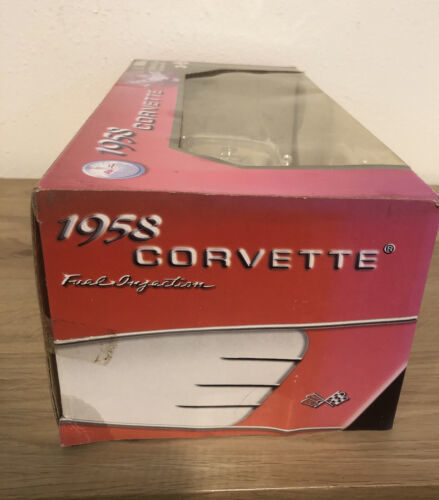 1958
CORVETTE
1958
CORVETTE®
Fuel Injection